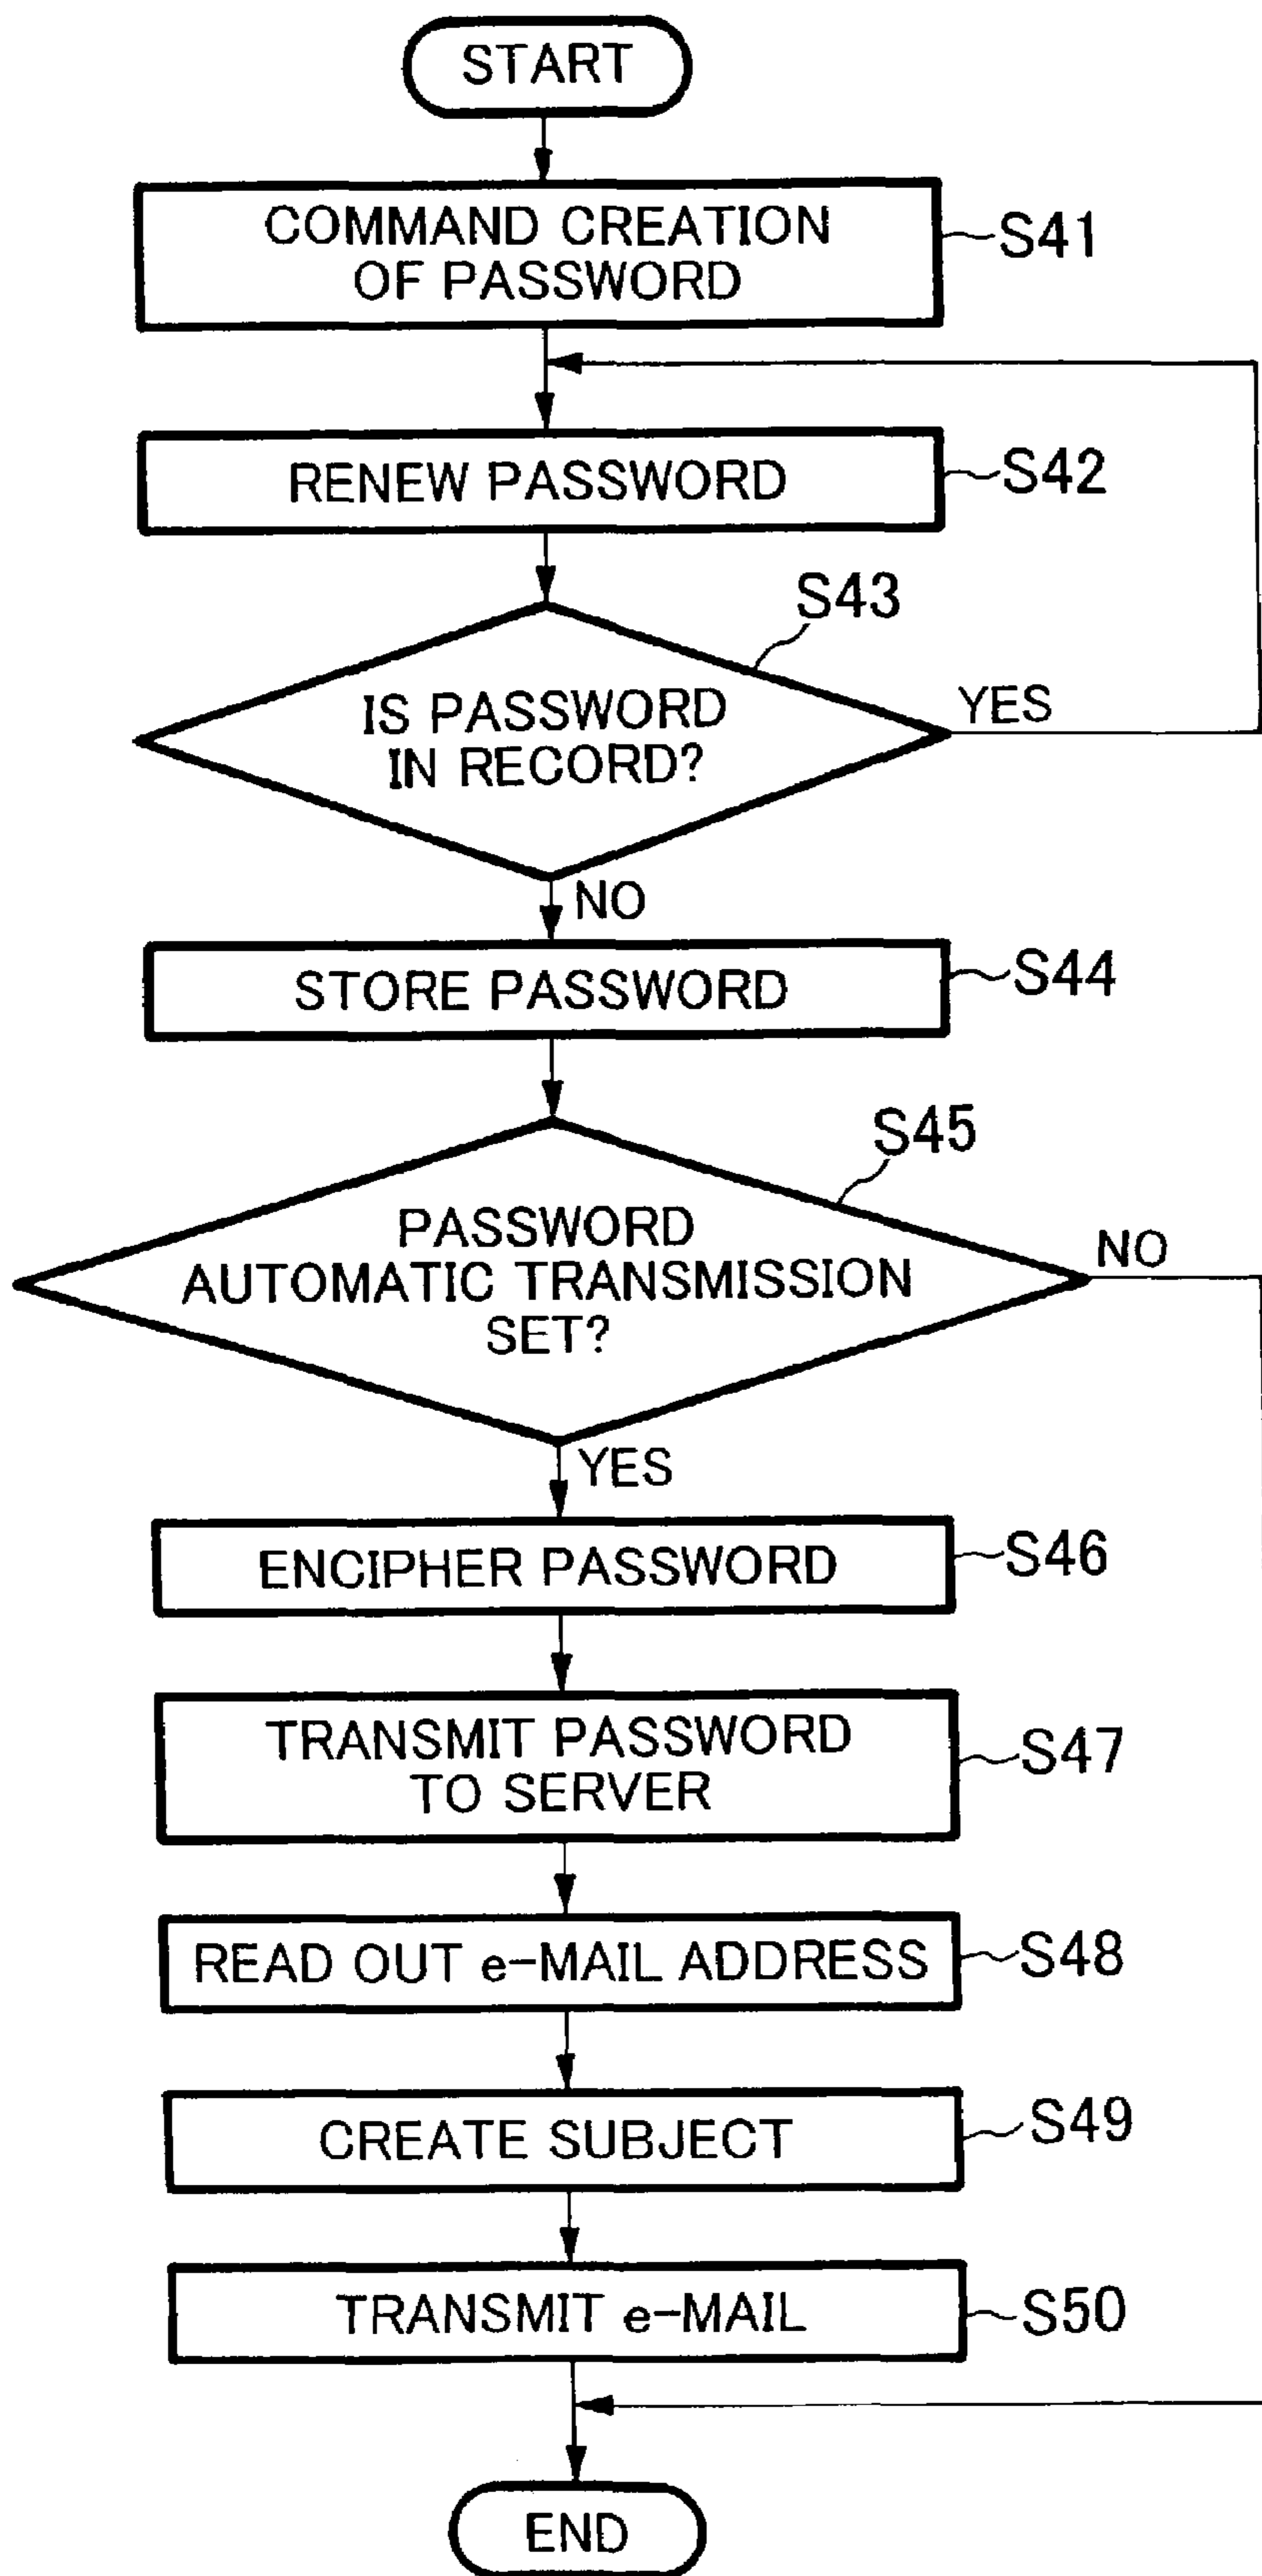 START
COMMAND CREATION
OF PASSWORD
S41
RENEW PASSWORD
S42
S43
IS PASSWORD
IN RECORD?
YES
NO
STORE PASSWORD
S44
S45
PASSWORD
AUTOMATIC TRANSMISSION
SET?
NO
YES
ENCIPHER PASSWORD
S46
TRANSMIT PASSWORD
TO SERVER
S47
READ OUT e-MAIL ADDRESS
S48
CREATE SUBJECT
S49
TRANSMIT e-MAIL
S50
END